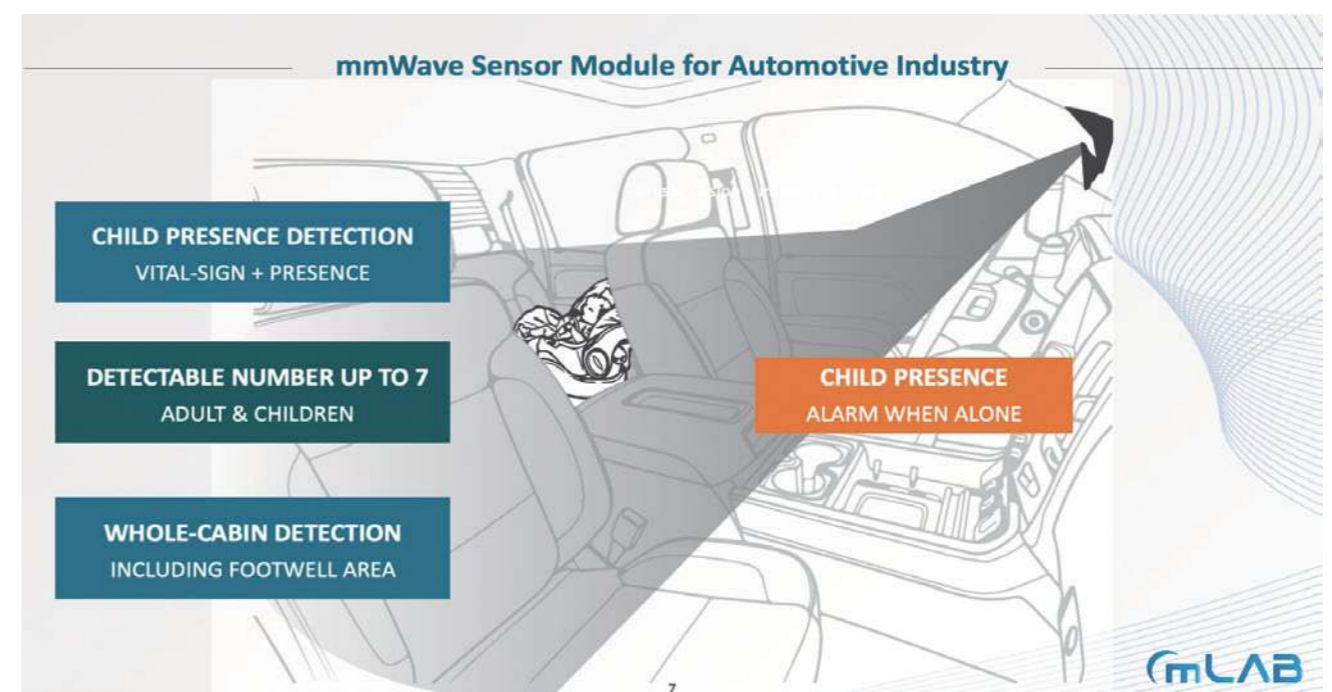 mmWave Sensor Module for Automotive Industry
CHILD PRESENCE DETECTION
VITAL-SIGN + PRESENCE
DETECTABLE NUMBER UP TO 7
ADULT & CHILDREN
CHILD PRESENCE
ALARM WHEN ALONE
WHOLE-CABIN DETECTION
INCLUDING FOOTWELL AREA
7
mLAB